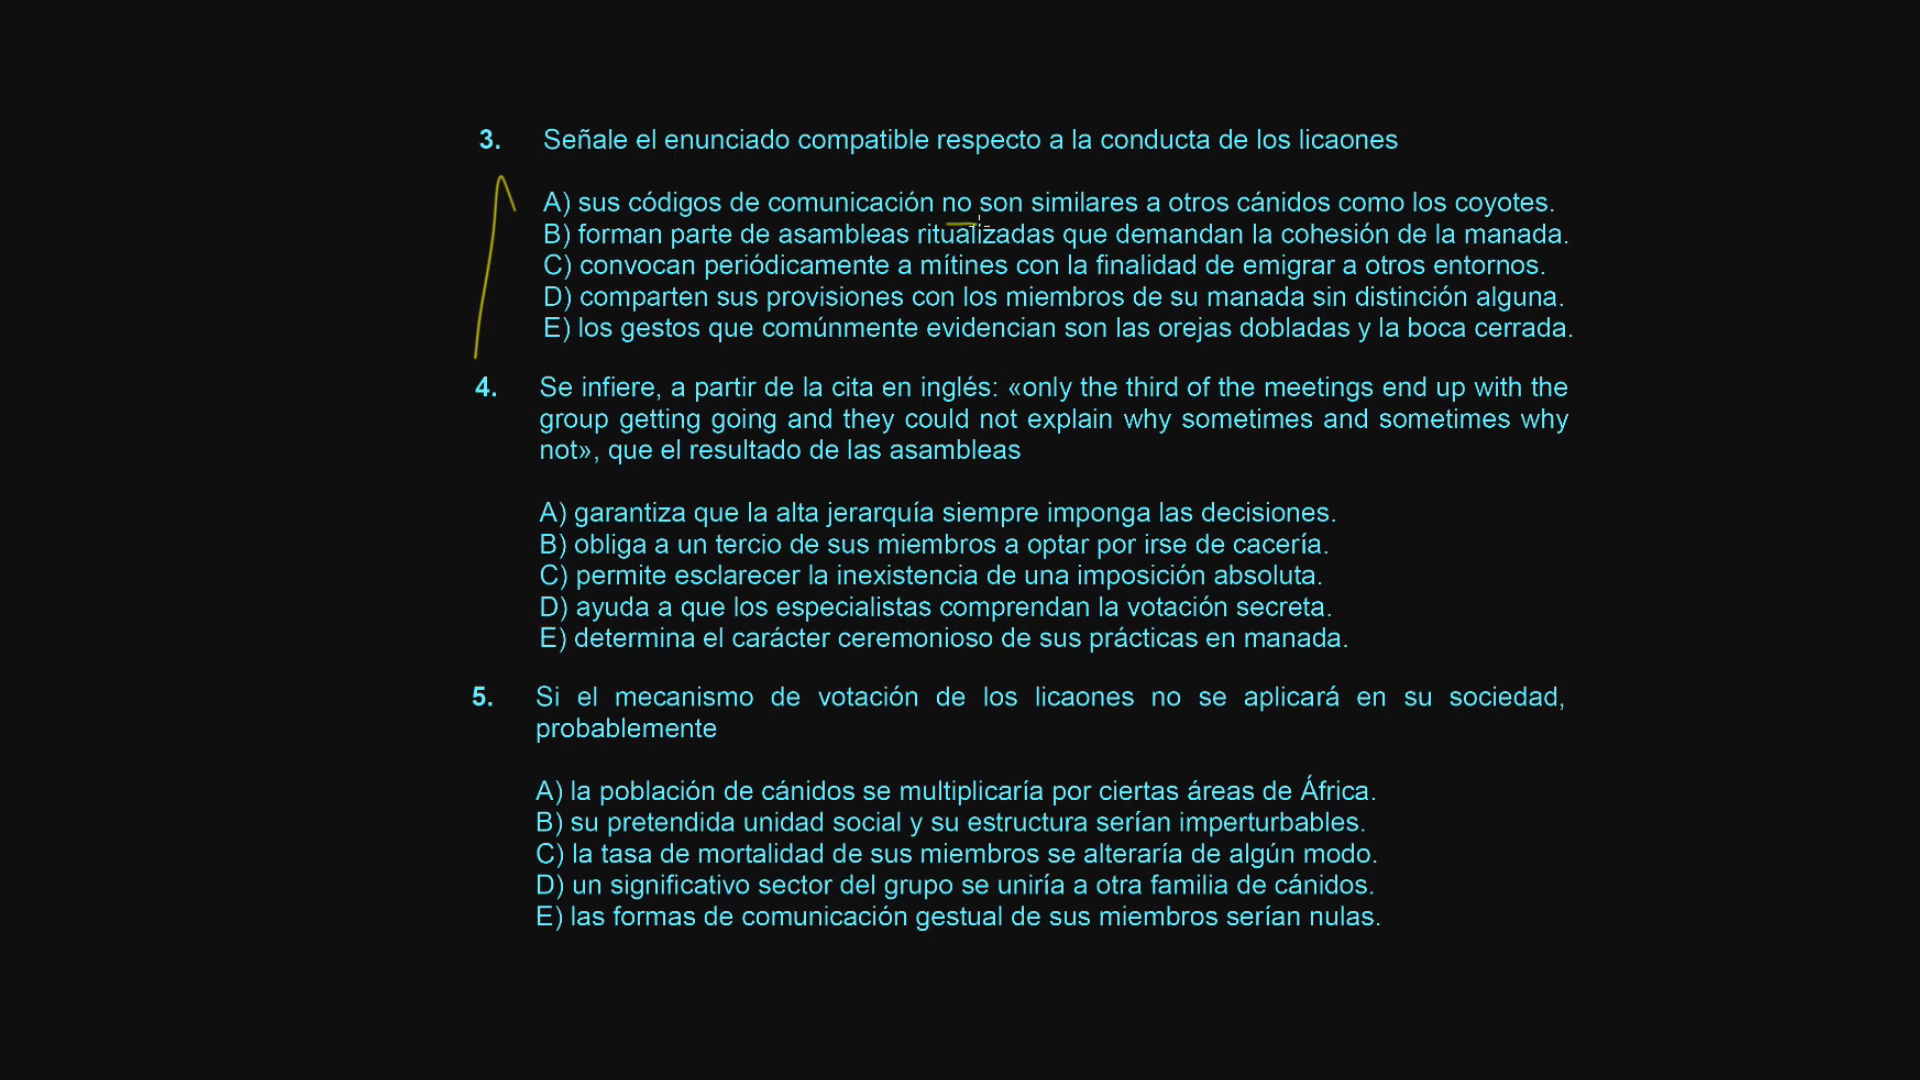 3. Señale el enunciado compatible respecto a la conducta de los licaones
A) sus códigos de comunicación no son similares a otros cánidos como los coyotes.
B) forman parte de asambleas ritualizadas que demandan la cohesión de la manada.
C) convocan periódicamente a mítines con la finalidad de emigrar a otros entornos.
D) comparten sus provisiones con los miembros de su manada sin distinción alguna.
E) los gestos que comúnmente evidencian son las orejas dobladas y la boca cerrada.
4. Se infiere, a partir de la cita en inglés: «only the third of the meetings end up with the
group getting going and they could not explain why sometimes and sometimes why
not», que el resultado de las asambleas
A) garantiza que la alta jerarquía siempre imponga las decisiones.
B) obliga a un tercio de sus miembros a optar por irse de cacería.
C) permite esclarecer la inexistencia de una imposición absoluta.
D) ayuda a que los especialistas comprendan la votación secreta.
E) determina el carácter ceremonioso de sus prácticas en manada.
5. Si el mecanismo de votación de los licaones no se aplicará en su sociedad,
probablemente
A) la población de cánidos se multiplicaría por ciertas áreas de África.
B) su pretendida unidad social y su estructura serían imperturbables.
C) la tasa de mortalidad de sus miembros se alteraría de algún modo.
D) un significativo sector del grupo se uniría a otra familia de cánidos.
E) las formas de comunicación gestual de sus miembros serían nulas.